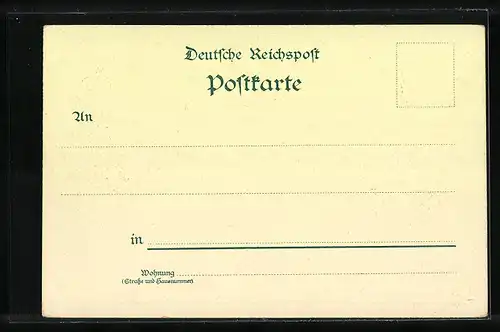 Deutsche Reichspost
Postkarte
An
in
Wohnung
(Straße und Hausnummer)